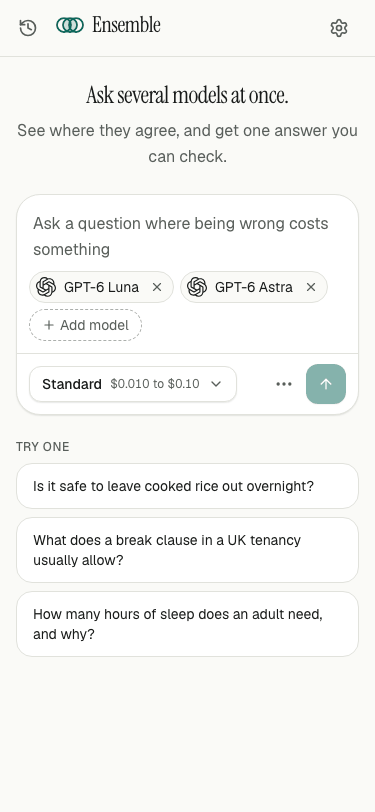 Ensemble
Ask several models at once.
See where they agree, and get one answer you
can check.
Ask a question where being wrong costs
something
GPT-6 Luna
GPT-6 Astra
Add model
Standard $0.010 to $0.10
TRY ONE
Is it safe to leave cooked rice out overnight?
What does a break clause in a UK tenancy
usually allow?
How many hours of sleep does an adult need,
and why?